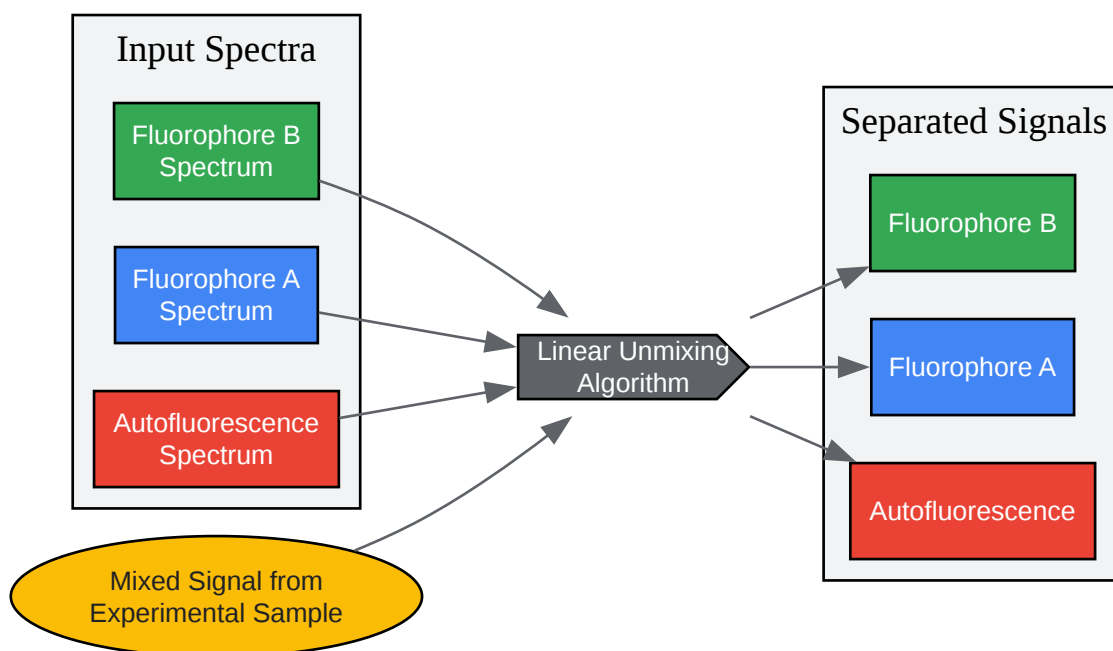 Input Spectra
Fluorophore B
Spectrum
Fluorophore A
Spectrum
Autofluorescence
Spectrum
Mixed Signal from
Experimental Sample
Linear Unmixing
Algorithm
Separated Signals
Fluorophore B
Fluorophore A
Autofluorescence